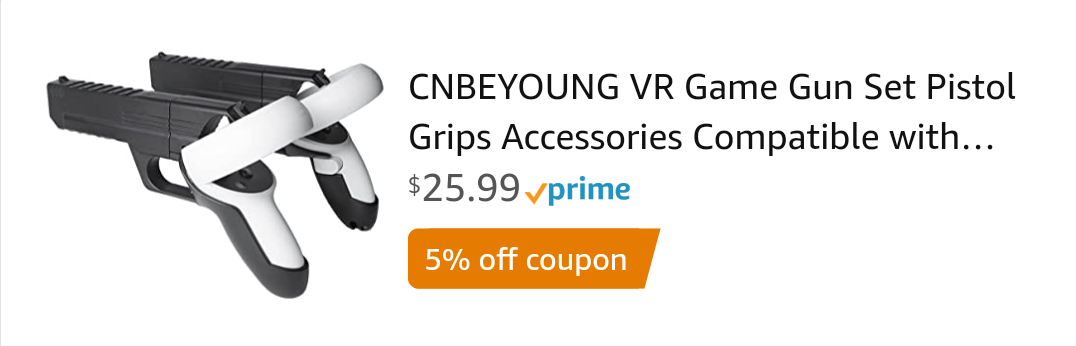 CNBEYOUNG VR Game Gun Set Pistol
Grips Accessories Compatible with...
$25.99 prime
5% off coupon